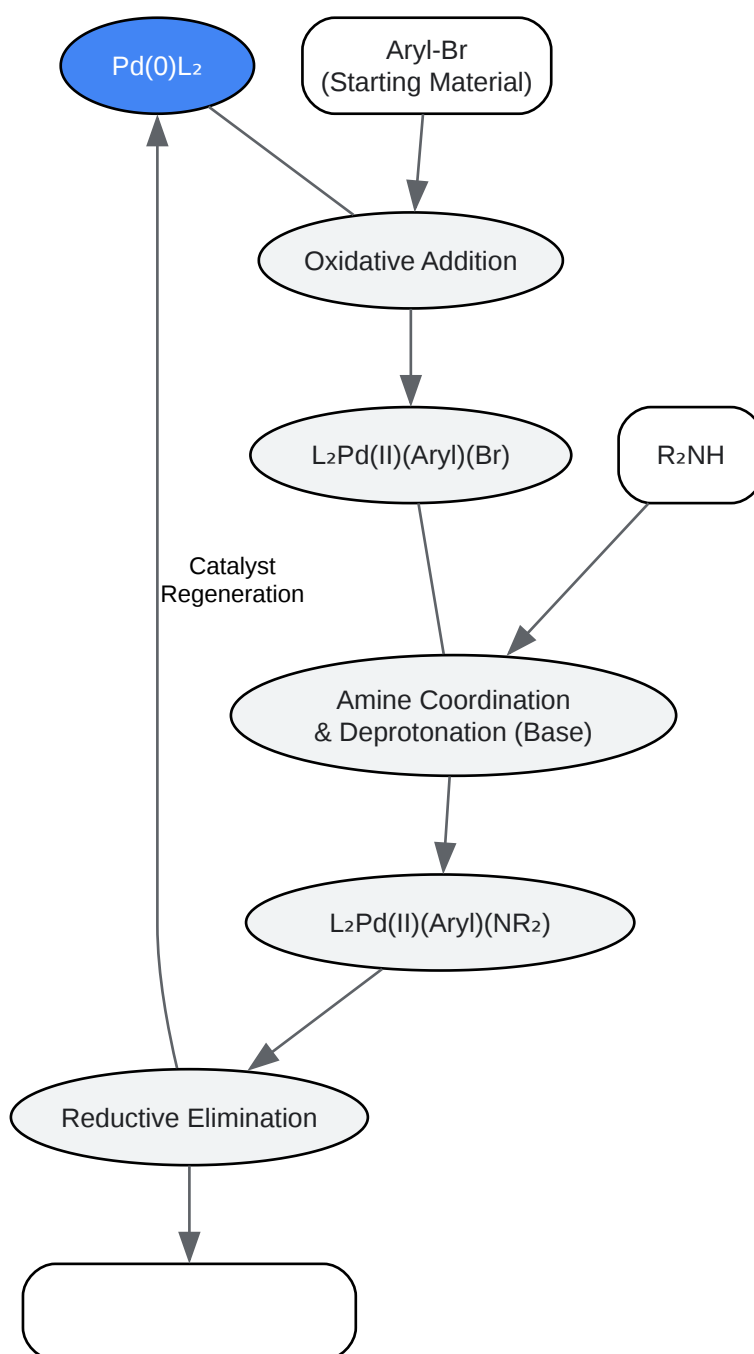 Pd(0)L₂
Aryl-Br
(Starting Material)
Oxidative Addition
L₂Pd(II)(Aryl)(Br)
R₂NH
Catalyst
Regeneration
Amine Coordination
& Deprotonation (Base)
L₂Pd(II)(Aryl)(NR₂)
Reductive Elimination